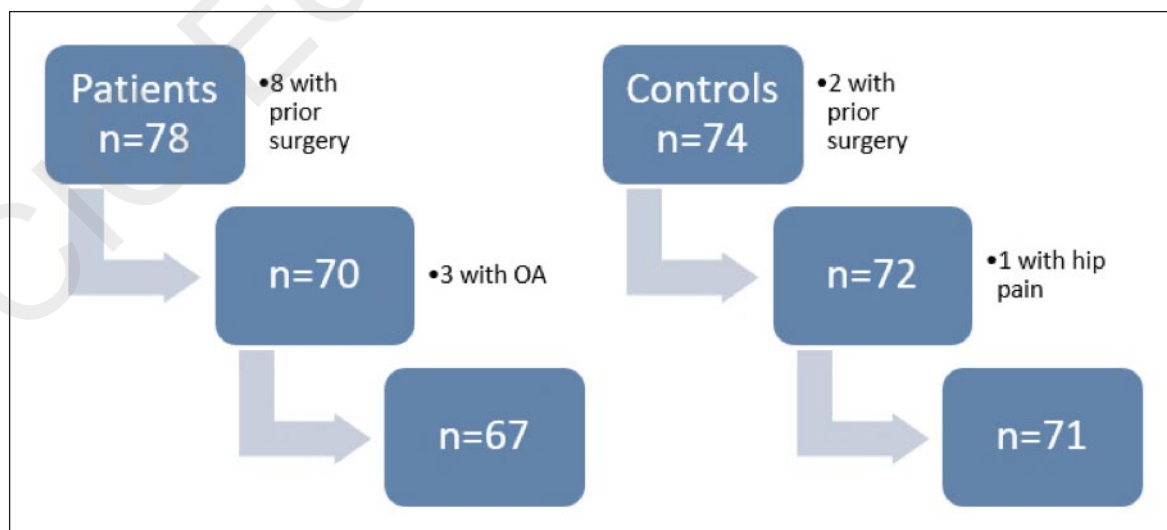 Patients
n=78
•8 with
prior
surgery
n=70
•3 with OA
n=67
Controls
n=74
•2 with
prior
surgery
n=72
•1 with hip
pain
n=71